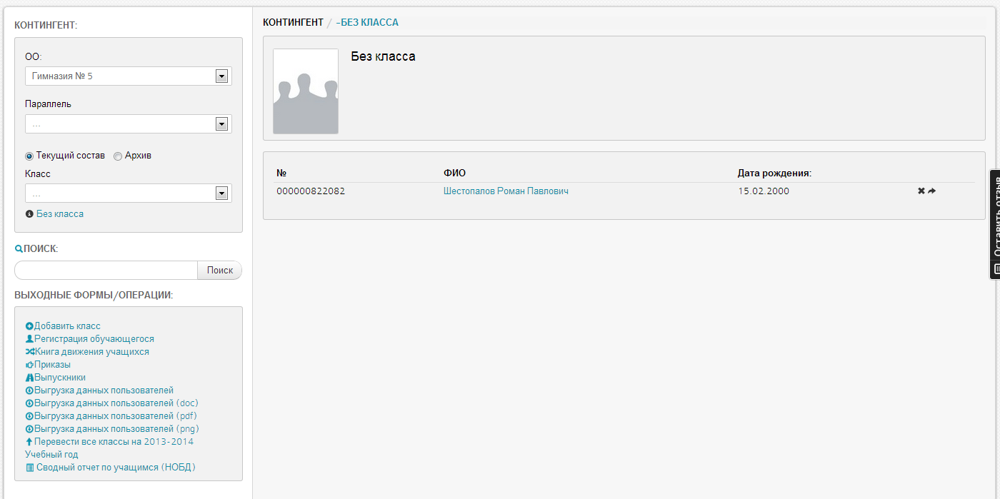 КОНТИНГЕНТ:
ОО:
Гимназия № 5
Параллель
...
Текущий состав Архив
Класс
...
Без класса
ПОИСК:
Поиск
ВЫХОДНЫЕ ФОРМЫ/ОПЕРАЦИИ:
Добавить класс
Регистрация обучающегося
Книга движения учащихся
Приказы
Выпускники
Выгрузка данных пользователей
Выгрузка данных пользователей (doc)
Выгрузка данных пользователей (pdf)
Выгрузка данных пользователей (png)
Перевести все классы на 2013-2014
Учебный год
Сводный отчет по учащимся (НОБД)
КОНТИНГЕНТ / -БЕЗ КЛАССА
Без класса
№ ФИО Дата рождения:
000000822082 Шестопалов Роман Павлович 15.02.2000
Оставить отзыв